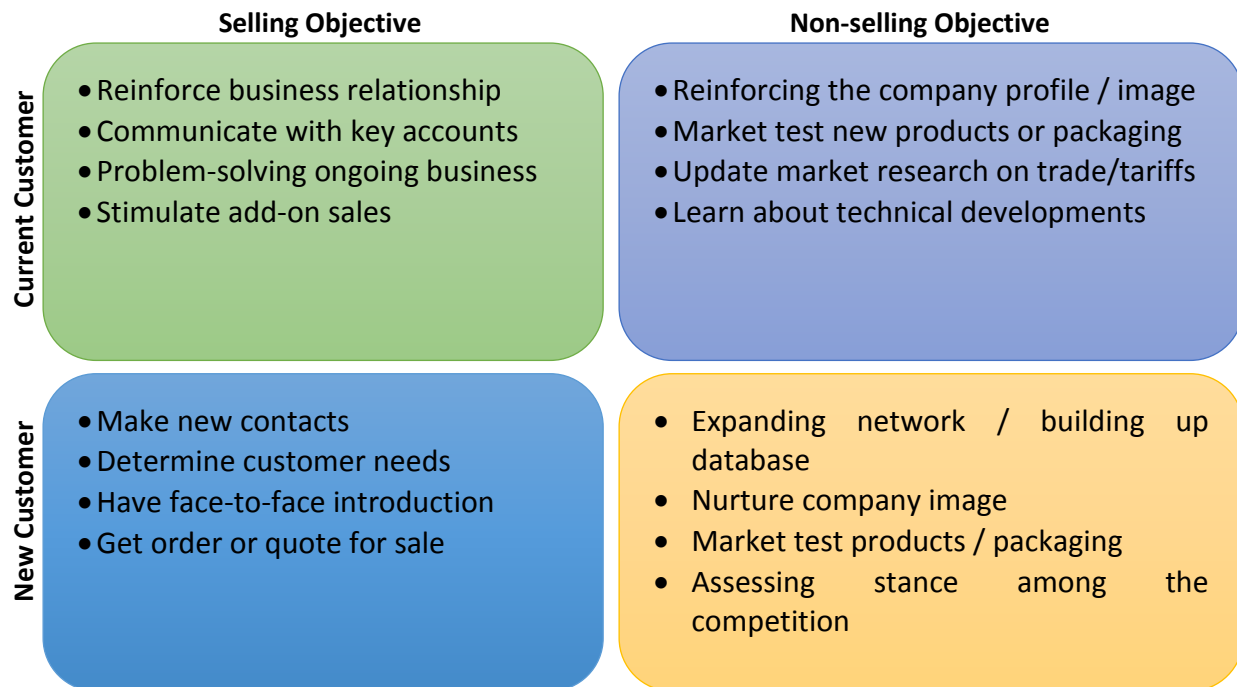 Selling Objective
Non-selling Objective
Current Customer
• Reinforce business relationship
• Communicate with key accounts
• Problem-solving ongoing business
• Stimulate add-on sales
• Reinforcing the company profile / image
• Market test new products or packaging
• Update market research on trade/tariffs
• Learn about technical developments
New Customer
• Make new contacts
• Determine customer needs
• Have face-to-face introduction
• Get order or quote for sale
• Expanding network / building up
database
• Nurture company image
• Market test products / packaging
• Assessing stance among the
competition